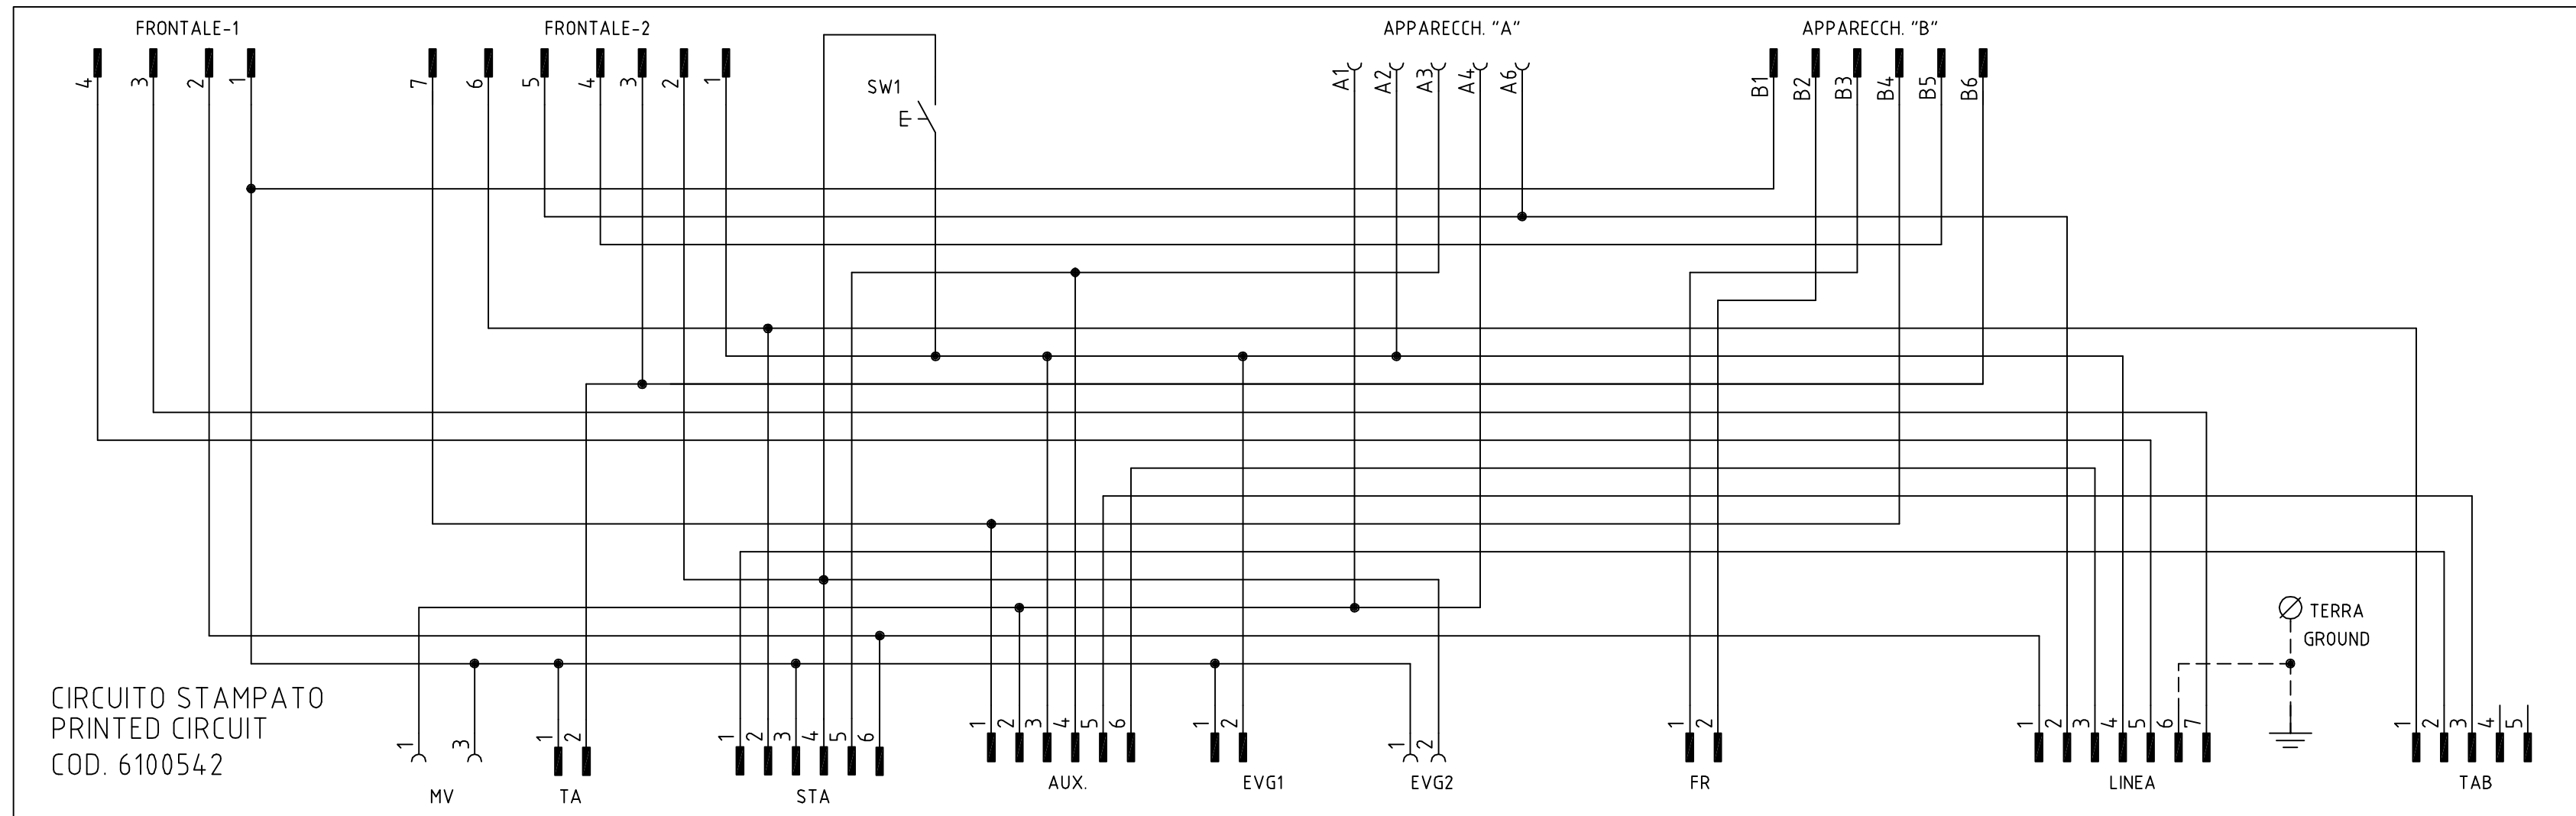 FRONTALE-1
FRONTALE-2
APPARECCH. "A"
APPARECCH. "B"
4 3 2 1
7 6 5 4 3 2 1
SW1
A1 A2 A3 A4 A6
B1 B2 B3 B4 B5 B6
E
TERRA
GROUND
CIRCUITO STAMPATO
PRINTED CIRCUIT
COD. 6100542
1 3
1 2
1 2 3 4 5 6
1 2 3 4 5 6
1 2
1 2
1 2
1 2 3 4 5 6 7
1 2 3 4 5
MV
TA
STA
AUX.
EVG1
EVG2
FR
LINEA
TAB